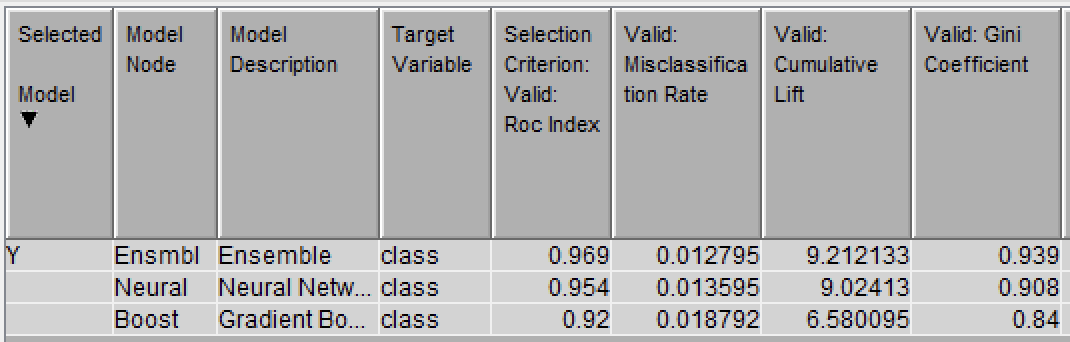 Selected Model Model Target Selection Valid: Valid: Valid: Gini
Node Description Variable Criterion: Misclassifica Cumulative Coefficient
Model Valid: tion Rate Lift
▼ Roc Index
Y Ensmbl Ensemble class 0.969 0.012795 9.212133 0.939
Neural Neural Netw... class 0.954 0.013595 9.02413 0.908
Boost Gradient Bo... class 0.92 0.018792 6.580095 0.84